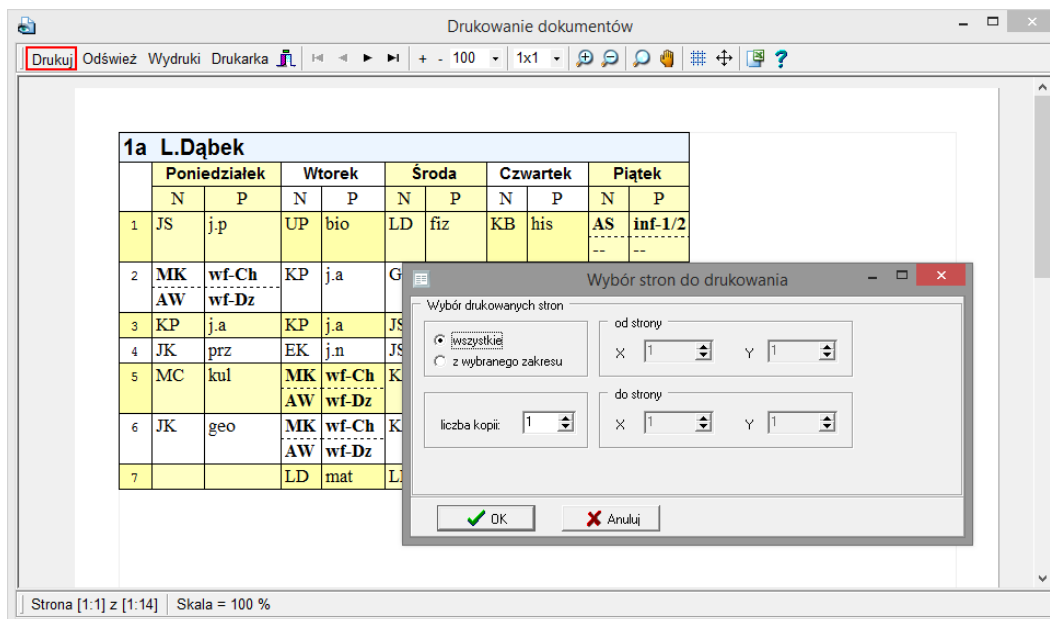 Drukowanie dokumentów
Drukuj Odśwież Wydruki Drukarka + - 100 1x1 ?
1a L.Dąbek
Poniedziałek Wtorek Środa Czwartek Piątek
N P N P N P N P N P
1 JS j.p UP bio LD fiz KB his AS inf-1/2
-- --
2 MK wf-Ch KP j.a G
AW wf-Dz
3 KP j.a KP j.a JS
4 JK prz EK j.n JS
5 MC kul MK wf-Ch K
AW wf-Dz
6 JK geo MK wf-Ch K
AW wf-Dz
7 LD mat
Wybór stron do drukowania
Wybór drukowanych stron
wszystkie
z wybranego zakresu
od strony
X 1 Y 1
liczba kopii: 1
do strony
X 1 Y 1
OK Anuluj
Strona [1:1] z [1:14] Skala = 100 %